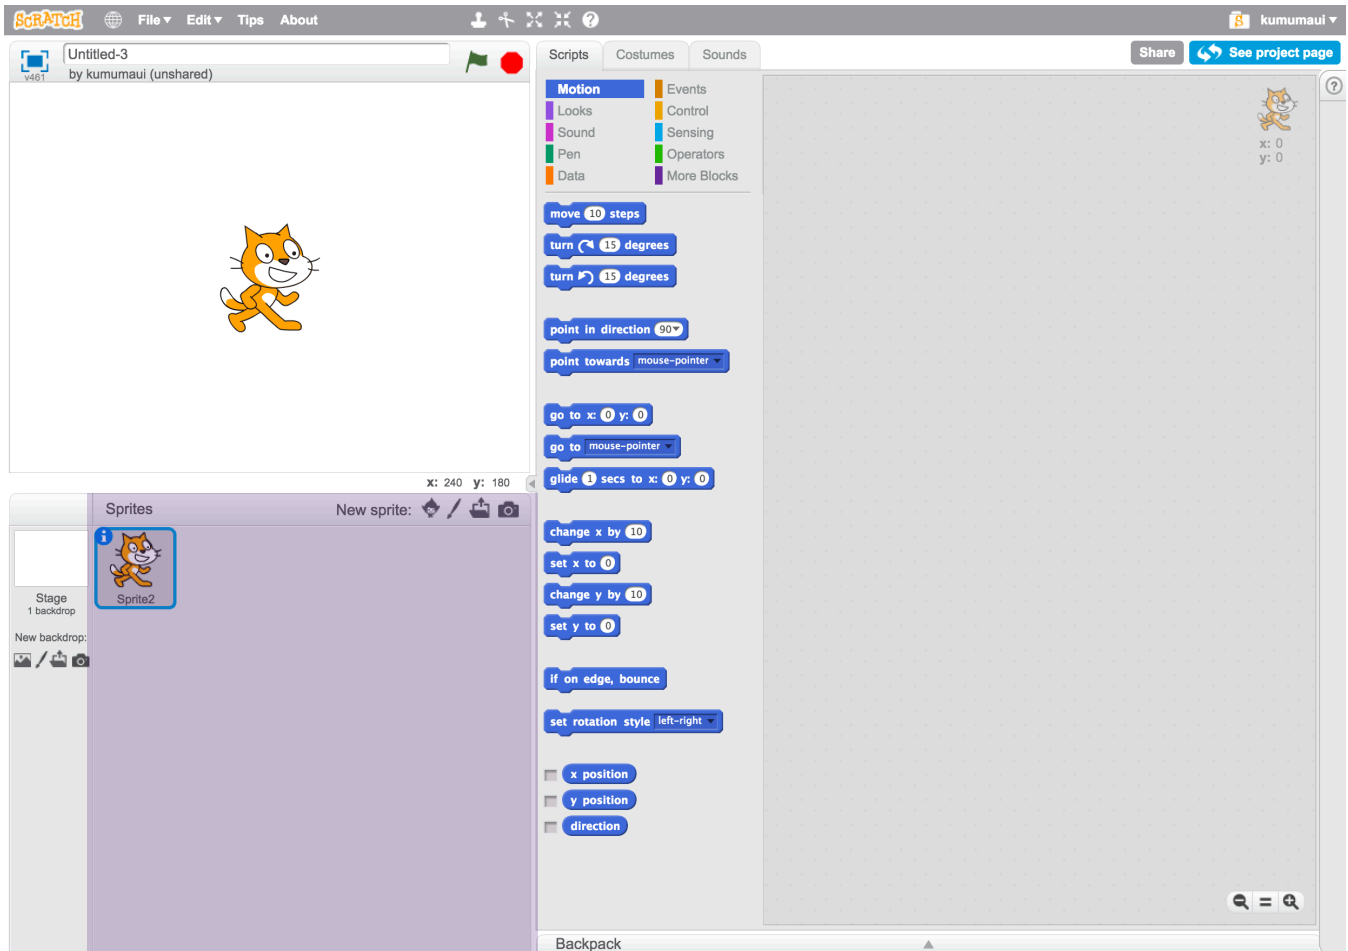 SCRATCH File Edit Tips About kumumaui
v461 Untitled-3
by kumumaui (unshared)
Scripts Costumes Sounds
Share See project page
Motion Events
Looks Control
Sound Sensing
Pen Operators
Data More Blocks
x: 0
y: 0
move 10 steps
turn 15 degrees
turn 15 degrees
point in direction 90
point towards mouse-pointer
go to x: 0 y: 0
go to mouse-pointer
glide 1 secs to x: 0 y: 0
change x by 10
set x to 0
change y by 10
set y to 0
if on edge, bounce
set rotation style left-right
x position
y position
direction
x: 240 y: 180
Sprites New sprite:
Sprite2
Stage
1 backdrop
New backdrop:
Backpack